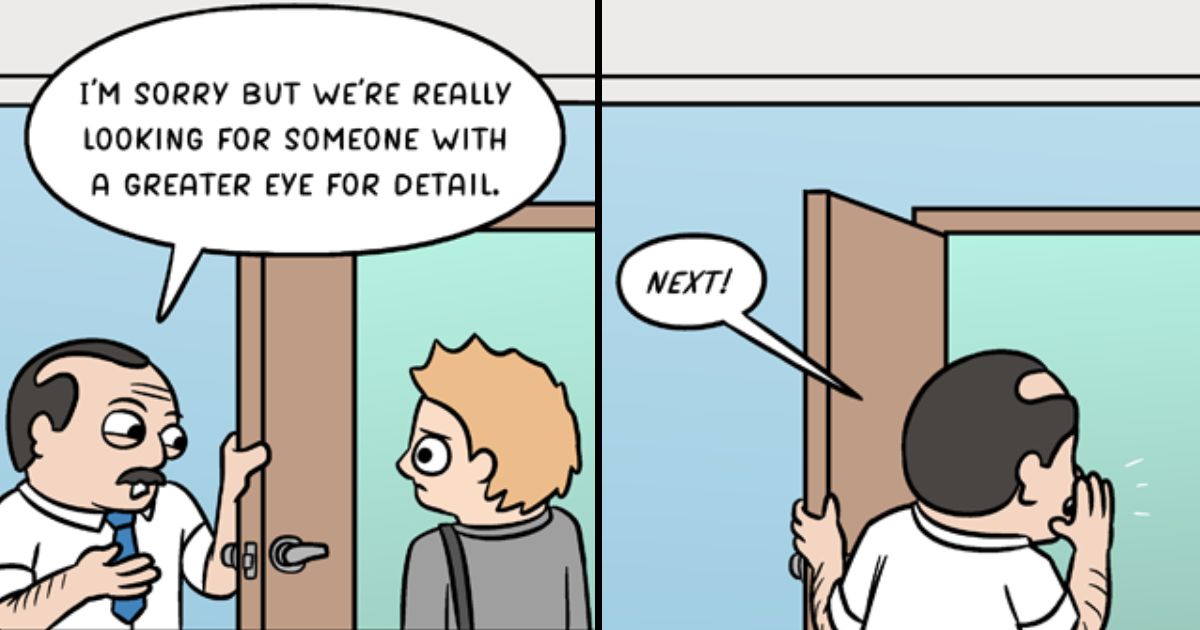 I'M SORRY BUT WE'RE REALLY
LOOKING FOR SOMEONE WITH
A GREATER EYE FOR DETAIL.
NEXT!